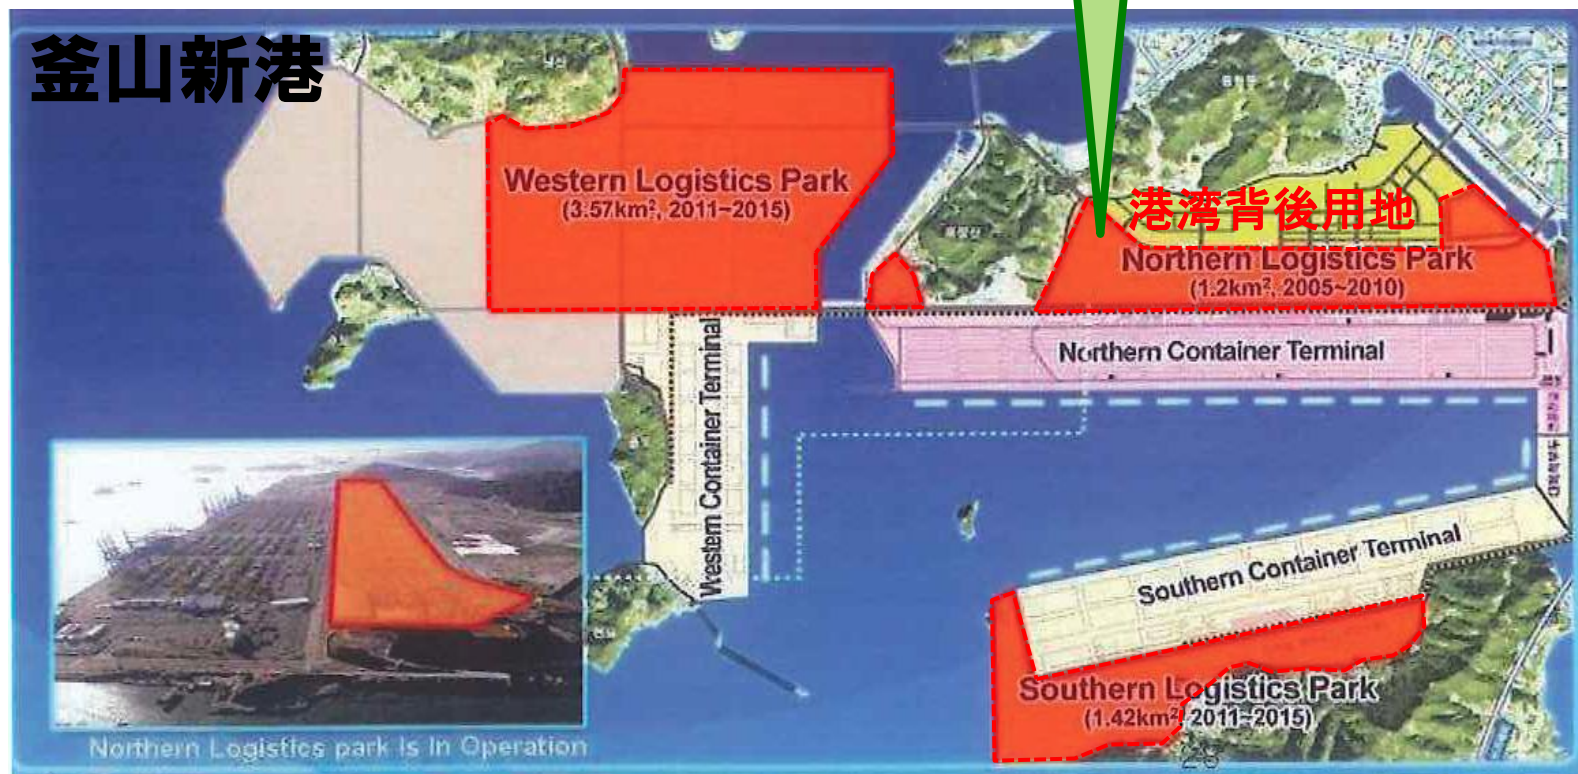 釜山新港
Western Logistics Park
(3.57km², 2011~2015)
港湾背後用地
Northern Logistics Park
(1.2km², 2005~2010)
Northern Container Terminal
Western Container Terminal
Southern Container Terminal
Southern Logistics Park
(1.42km², 2011~2015)
Northern Logistics park Is In Operation
28